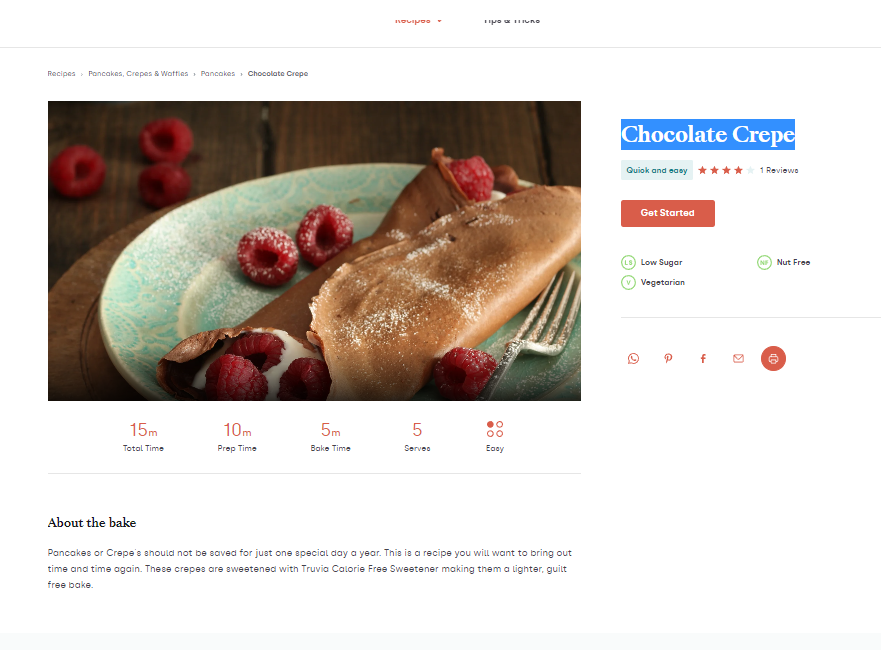 Recipes
Tips & Tricks
Recipes › Pancakes, Crepes & Waffles › Pancakes › Chocolate Crepe
Chocolate Crepe
Quick and easy
1 Reviews
Get Started
LS Low Sugar
NF Nut Free
V Vegetarian
15m
Total Time
10m
Prep Time
5m
Bake Time
5
Serves
Easy
About the bake
Pancakes or Crepe's should not be saved for just one special day a year. This is a recipe you will want to bring out
time and time again. These crepes are sweetened with Truvia Calorie Free Sweetener making them a lighter, guilt
free bake.